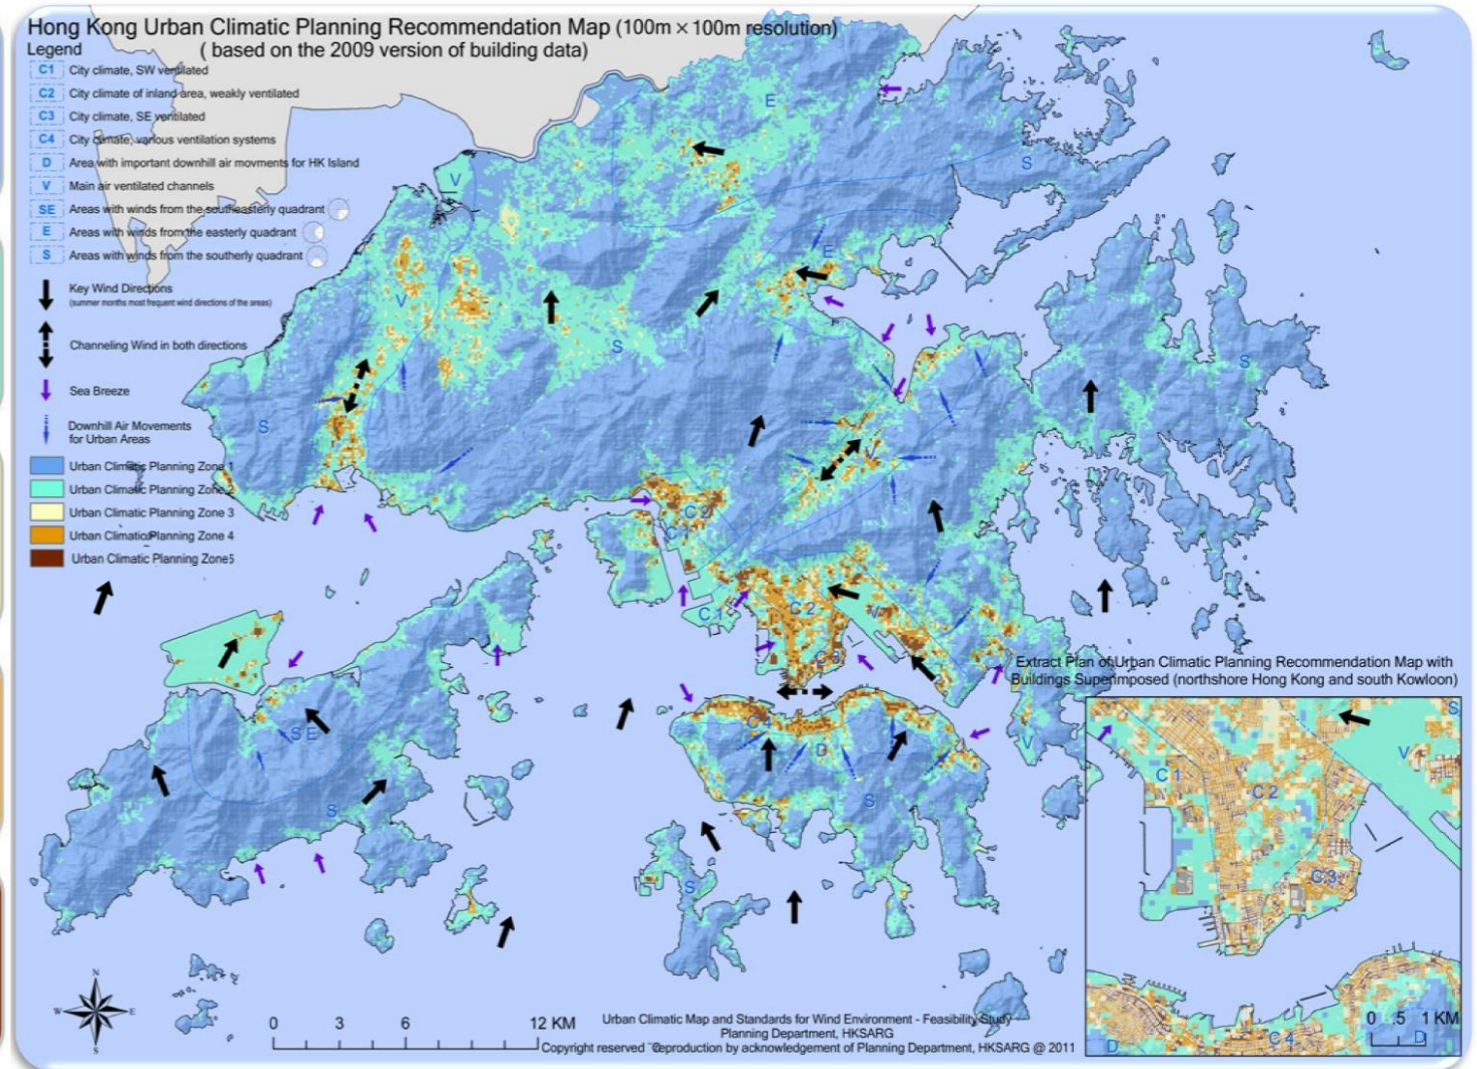 Hong Kong Urban Climatic Planning Recommendation Map (100m × 100m resolution)
Legend
( based on the 2009 version of building data)
C1 City climate, SW ventilated
C2 City climate of inland area, weakly ventilated
C3 City climate, SE ventilated
C4 City climate, various ventilation systems
D Area with important downhill air movments for HK Island
V Main air ventilated channels
SE Areas with winds from the southeasterly quadrant
E Areas with winds from the easterly quadrant
S Areas with winds from the southerly quadrant
Key Wind Directions
(summer months most frequent wind directions of the areas)
Channeling Wind in both directions
Sea Breeze
Downhill Air Movements
for Urban Areas
Urban Climatic Planning Zone 1
Urban Climatic Planning Zone 2
Urban Climatic Planning Zone 3
Urban Climatic Planning Zone 4
Urban Climatic Planning Zone5
E
S
V
E
V
S
S
S
V
C2
C1
C1
C2
V
C3
SE
S
C4
D
S
V
S
Extract Plan of Urban Climatic Planning Recommendation Map with
Buildings Superimposed (northshore Hong Kong and south Kowloon)
S
V
C1
C2
C3
C4
D
D
0 .5 1 KM
N
W E
S
0 3 6 12 KM
Urban Climatic Map and Standards for Wind Environment - Feasibility Study
Planning Department, HKSARG
Copyright reserved production by acknowledgement of Planning Department, HKSARG @ 2011